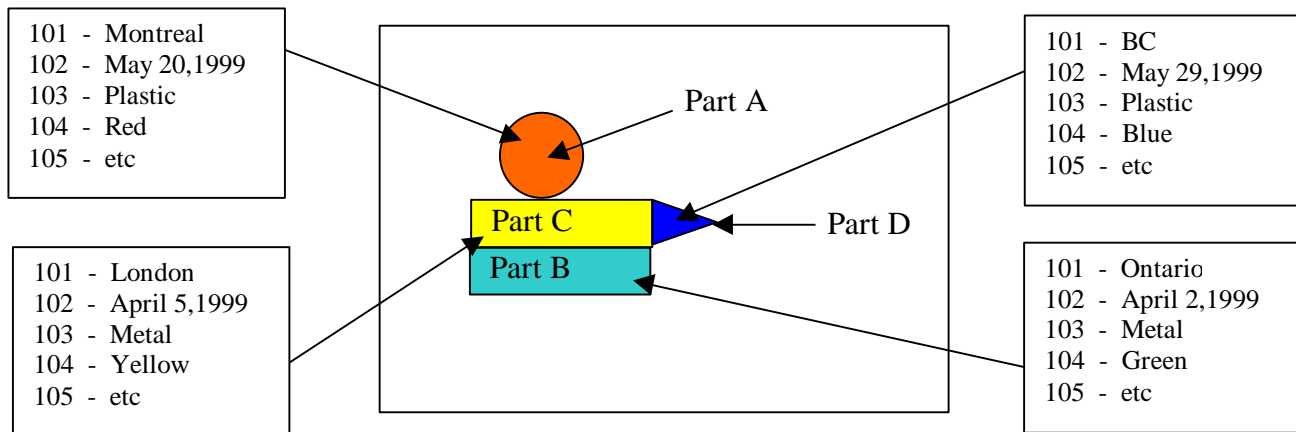 101 - Montreal
102 - May 20,1999
103 - Plastic
104 - Red
105 - etc
Part A
101 - BC
102 - May 29,1999
103 - Plastic
104 - Blue
105 - etc
Part C
Part D
Part B
101 - London
102 - April 5,1999
103 - Metal
104 - Yellow
105 - etc
101 - Ontario
102 - April 2,1999
103 - Metal
104 - Green
105 - etc